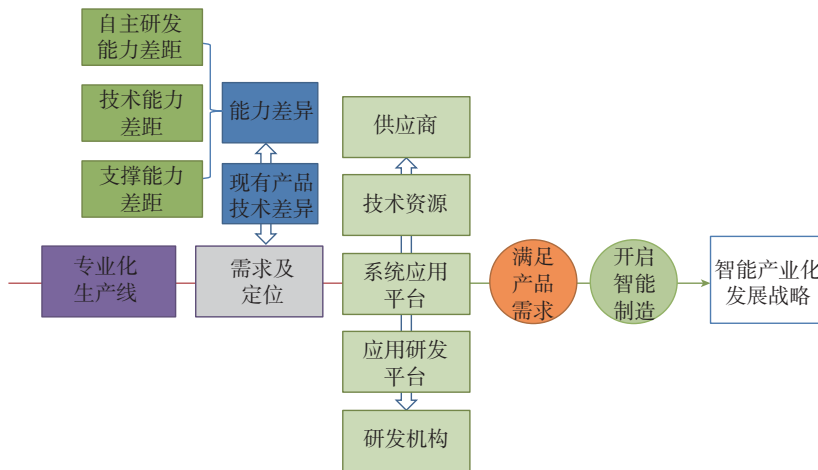 自主研发
能力差距
技术能力
差距
支撑能力
差距
能力差异
现有产品
技术差异
供应商
技术资源
专业化
生产线
需求及
定位
系统应用
平台
满足
产品
需求
开启
智能
制造
智能产业化
发展战略
应用研发
平台
研发机构